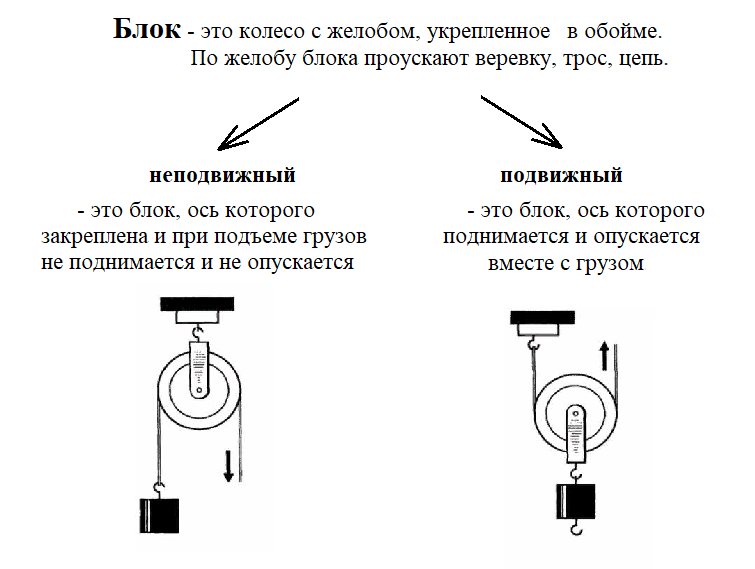 Блок - это колесо с желобом, укрепленное в обойме.
По желобу блока проускают веревку, трос, цепь.
неподвижный
- это блок, ось которого
закреплена и при подъеме грузов
не поднимается и не опускается
подвижный
- это блок, ось которого
поднимается и опускается
вместе с грузом